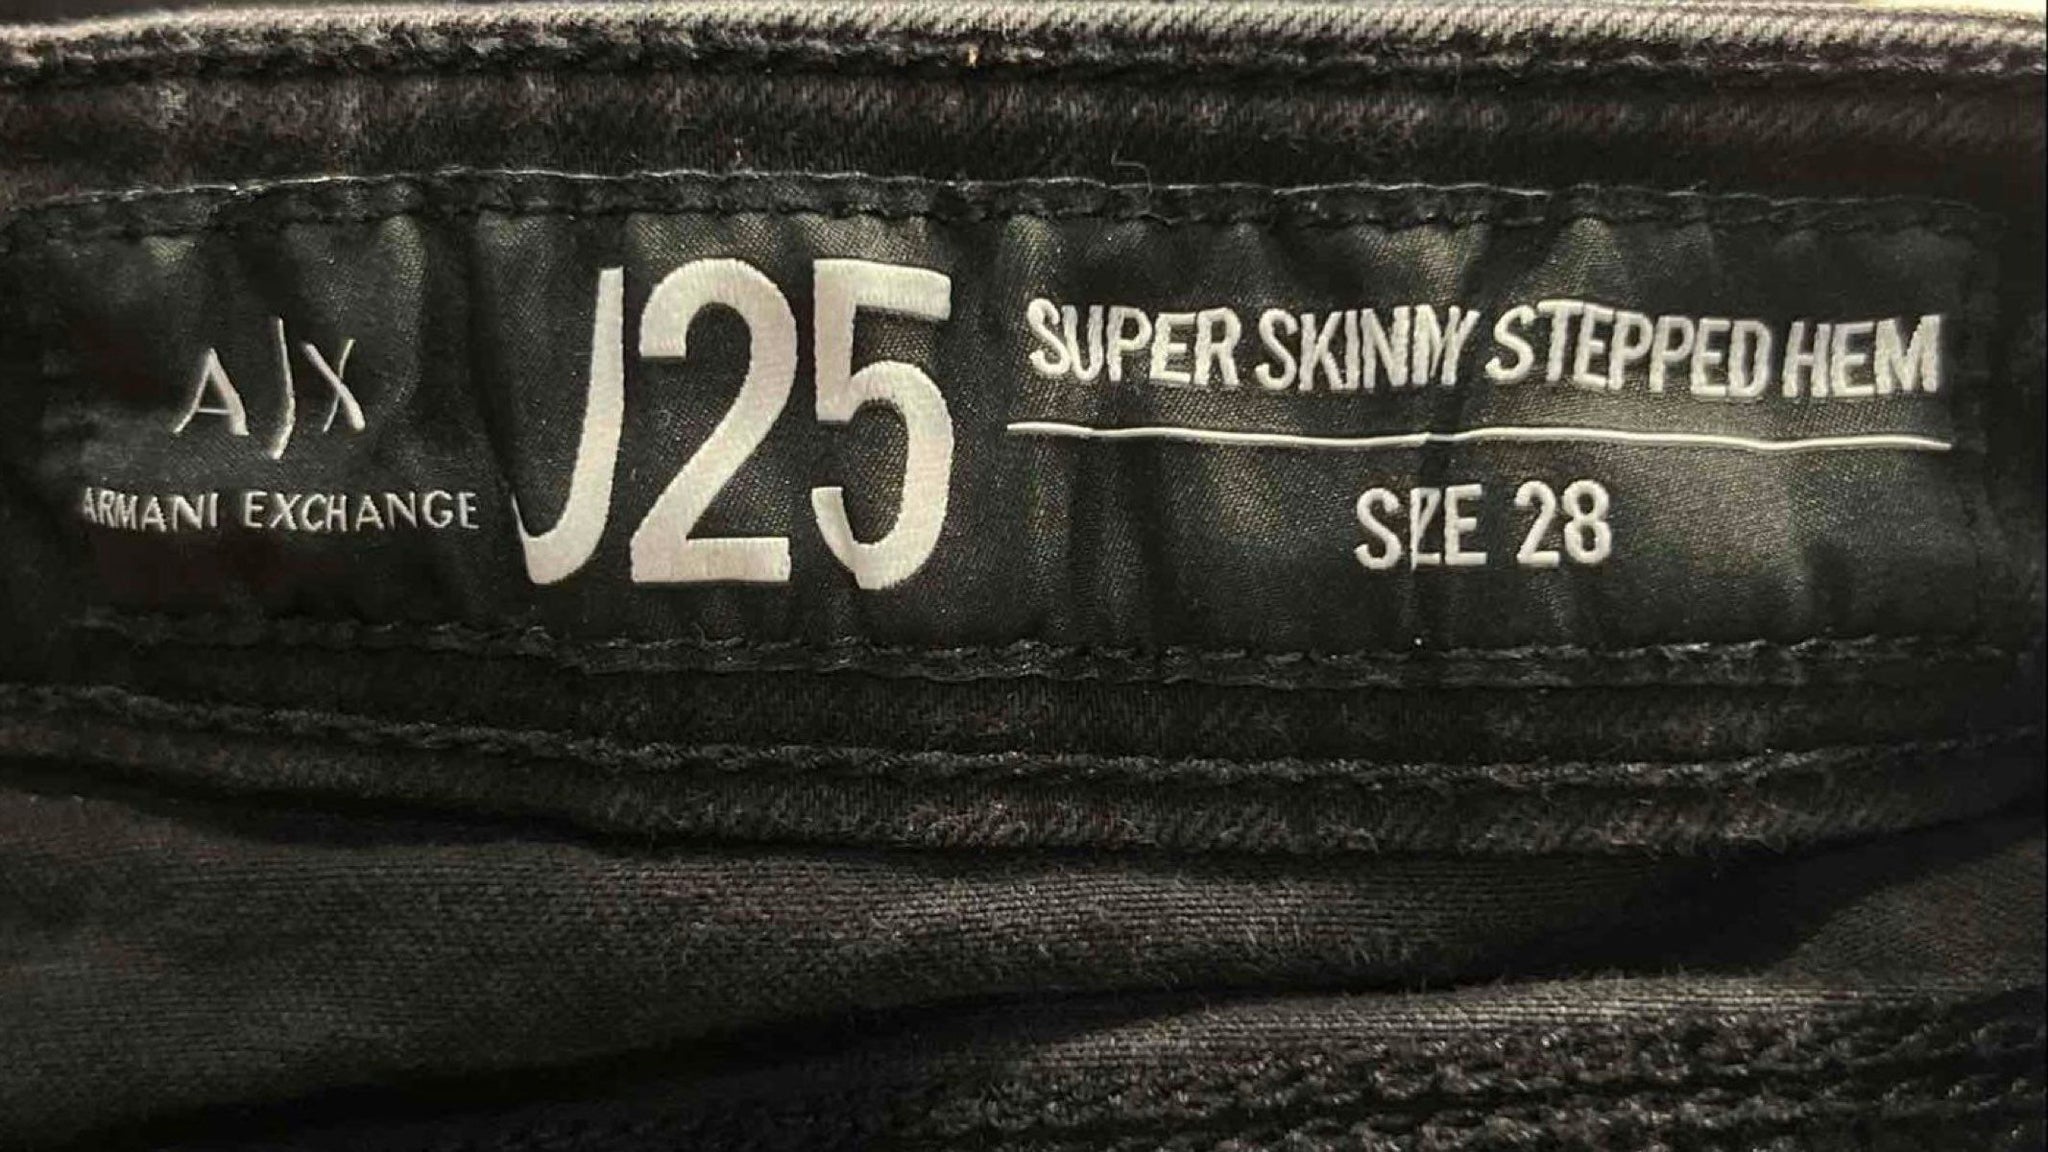 A|X
ARMANI EXCHANGE
J25
SUPER SKINNY STEPPED HEM
SIZE 28